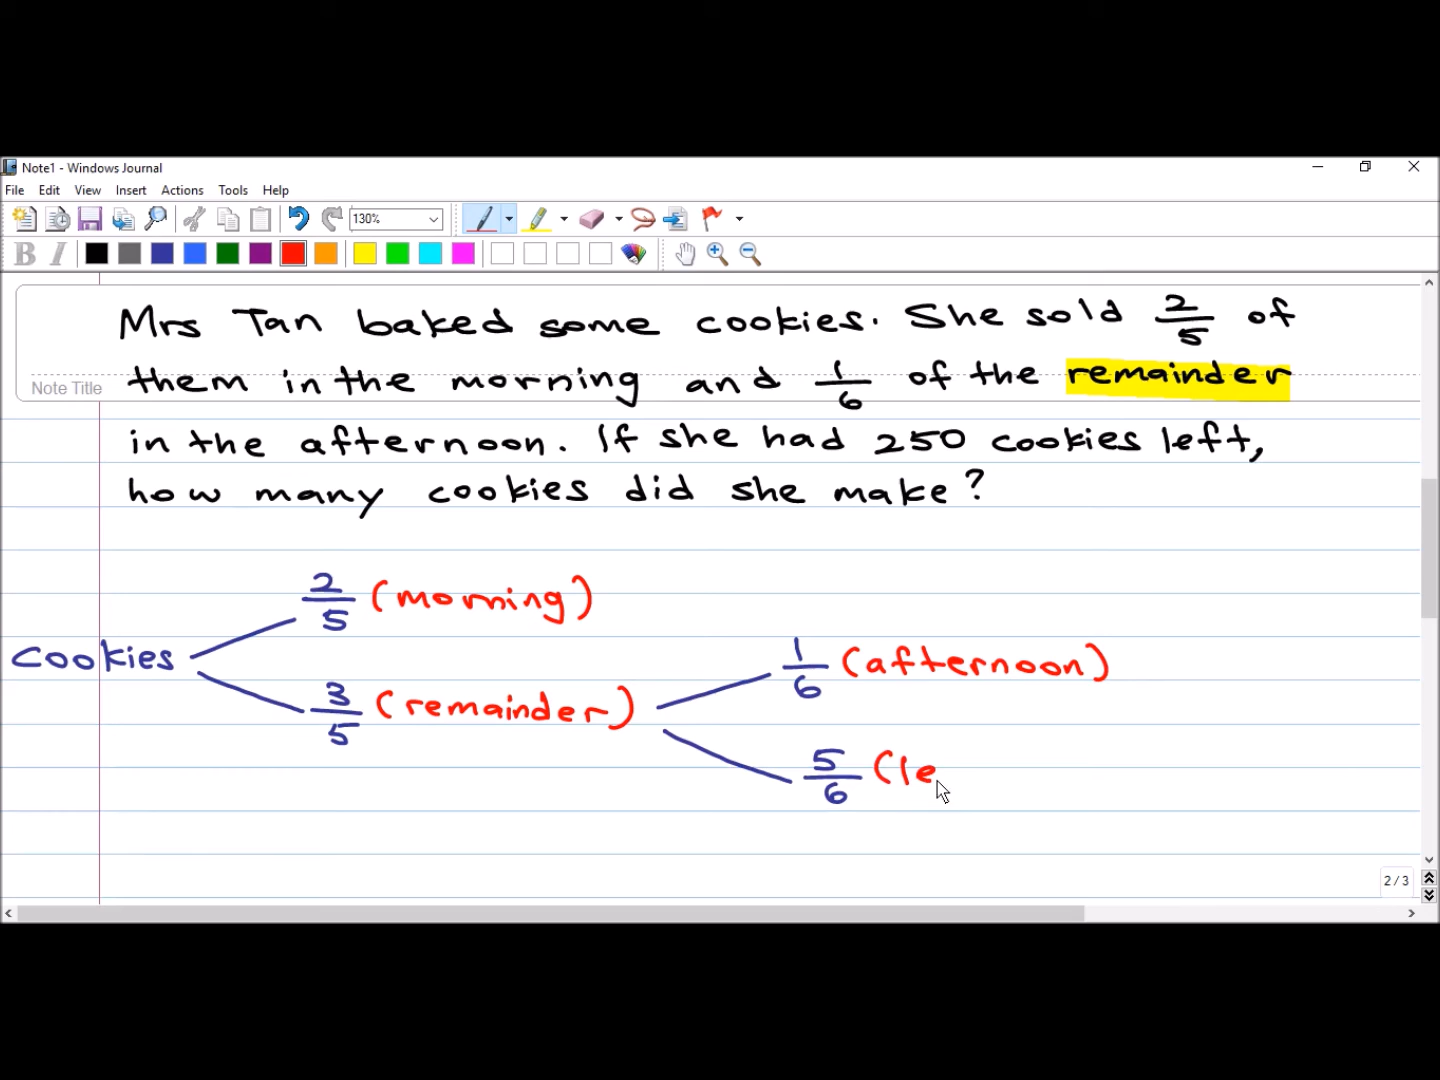 Note1 - Windows Journal
File Edit View Insert Actions Tools Help
130%
B I
Mrs Tan baked some cookies. She sold 2/5 of
Note Title
them in the morning and 1/6 of the remainder
in the afternoon. If she had 250 cookies left,
how many cookies did she make?
2/5 (morning)
cookies
1/6 (afternoon)
3/5 (remainder)
5/6 (le
2 / 3